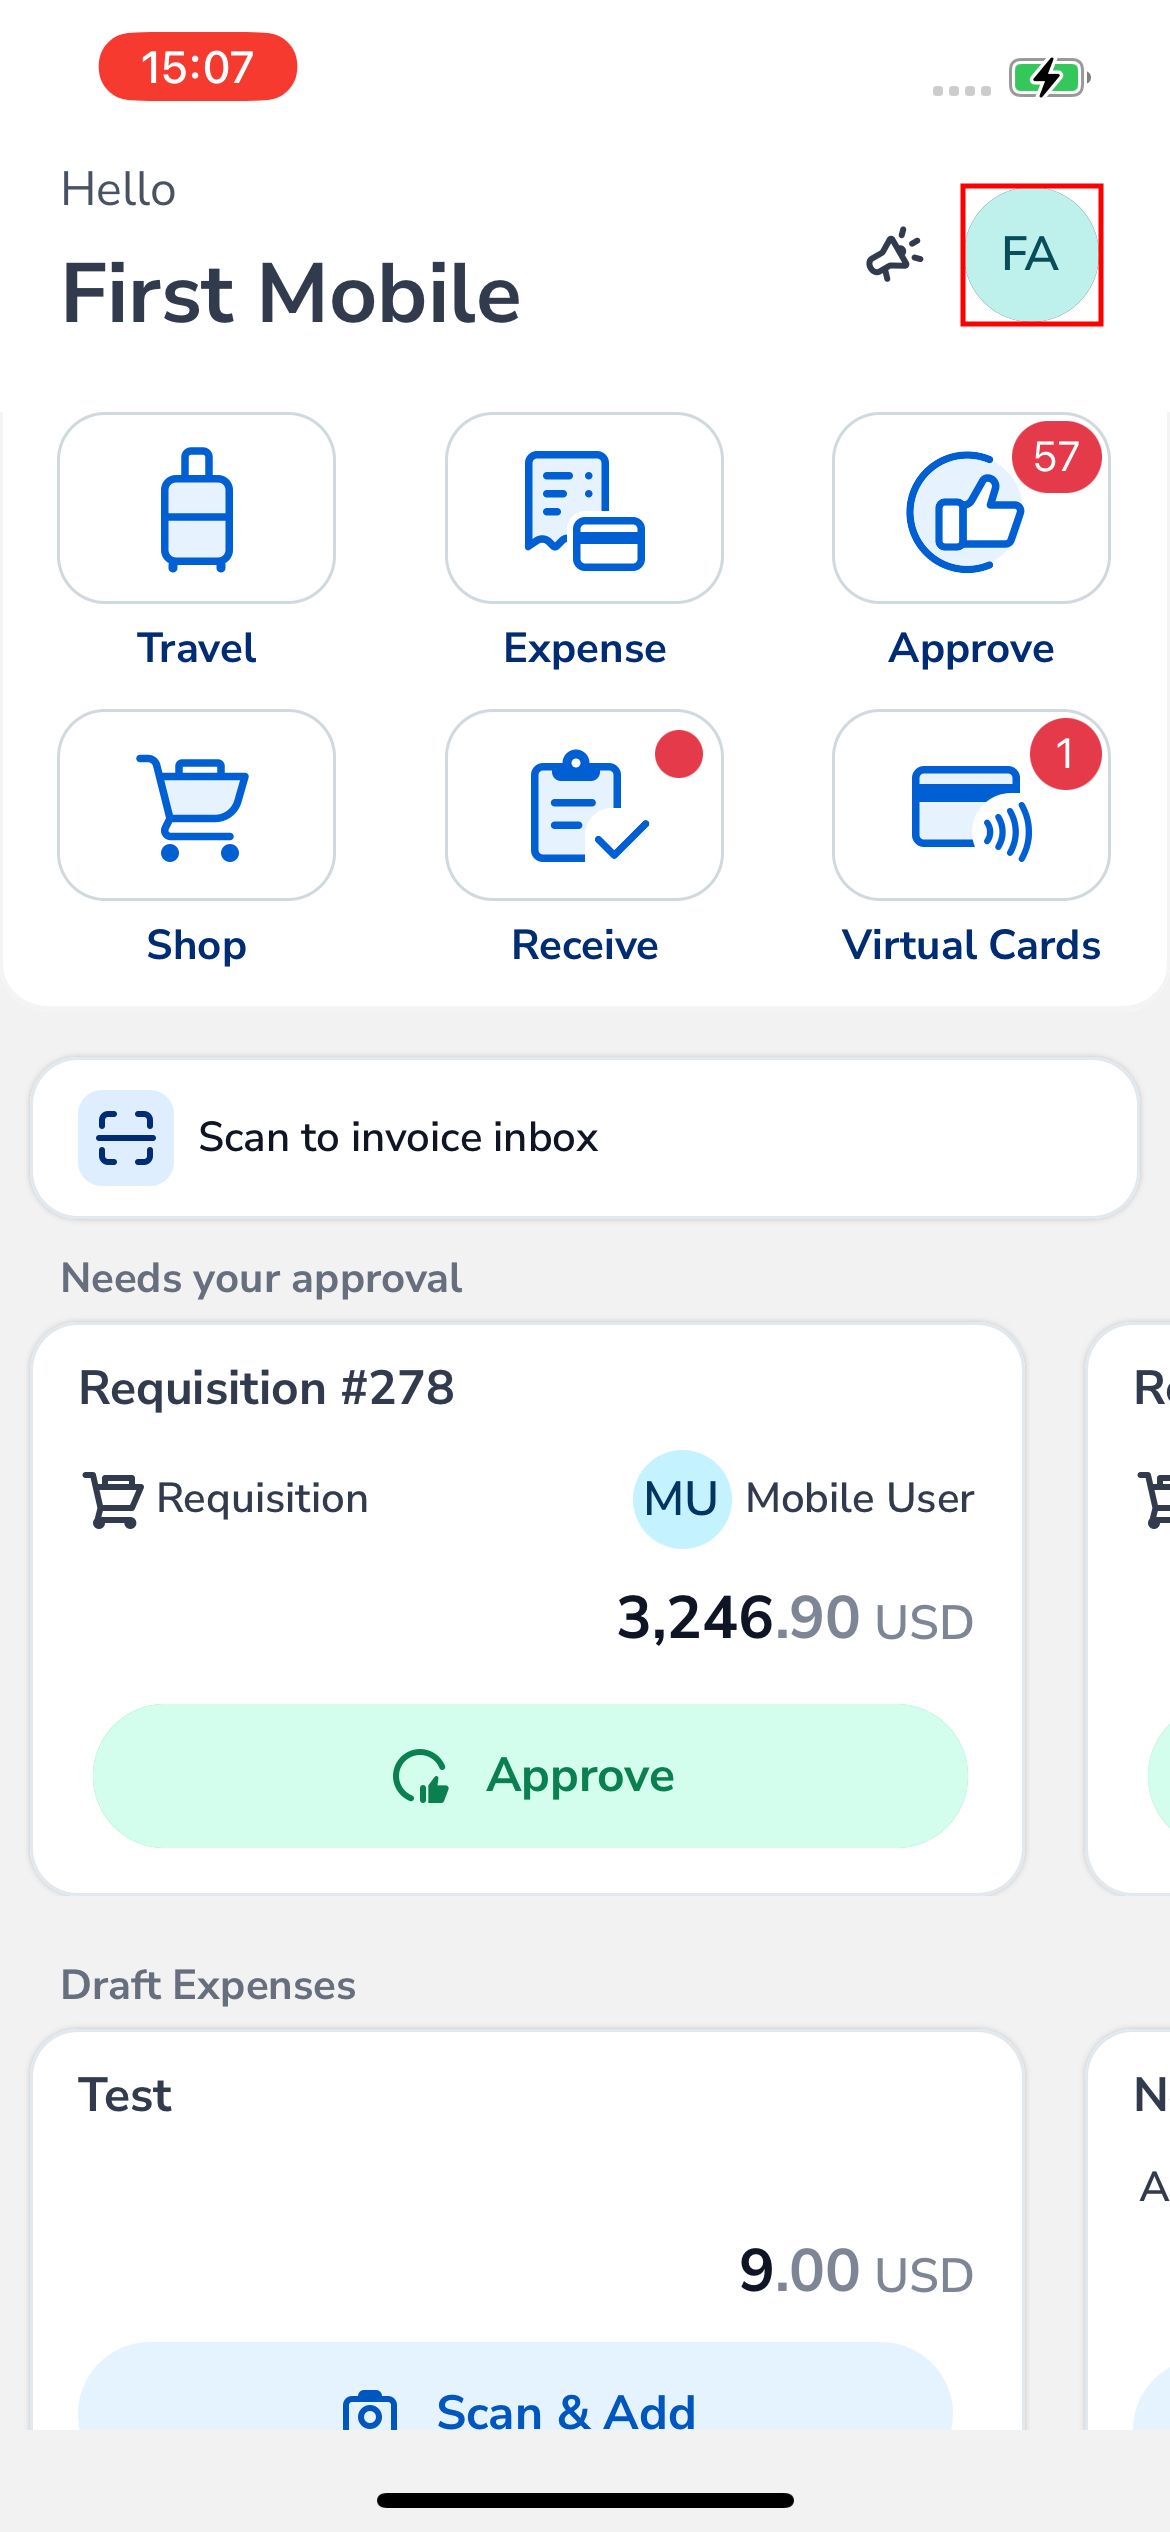 15:07
Hello
First Mobile
FA
57
Travel
Expense
Approve
1
Shop
Receive
Virtual Cards
Scan to invoice inbox
Needs your approval
Requisition #278
Requisition
MU Mobile User
3,246.90 USD
Approve
Draft Expenses
Test
9.00 USD
Scan & Add